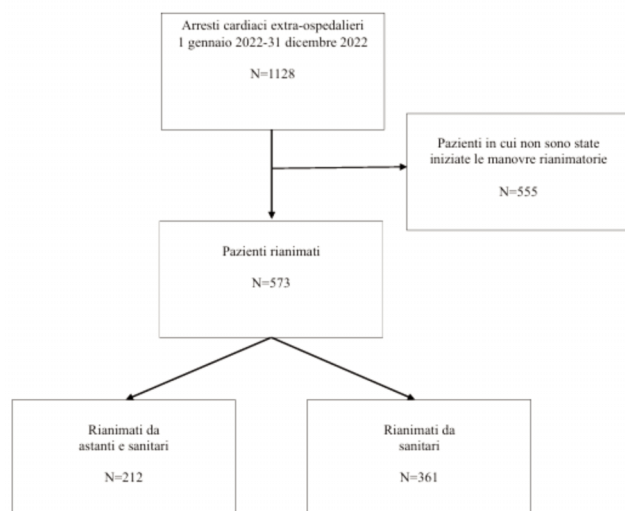 Arresti cardiaci extra-ospedalieri
1 gennaio 2022-31 dicembre 2022
N=1128
Pazienti in cui non sono state
iniziate le manovre rianimatorie
N=555
Pazienti rianimati
N=573
Rianimati da
astanti e sanitari
N=212
Rianimati da
sanitari
N=361